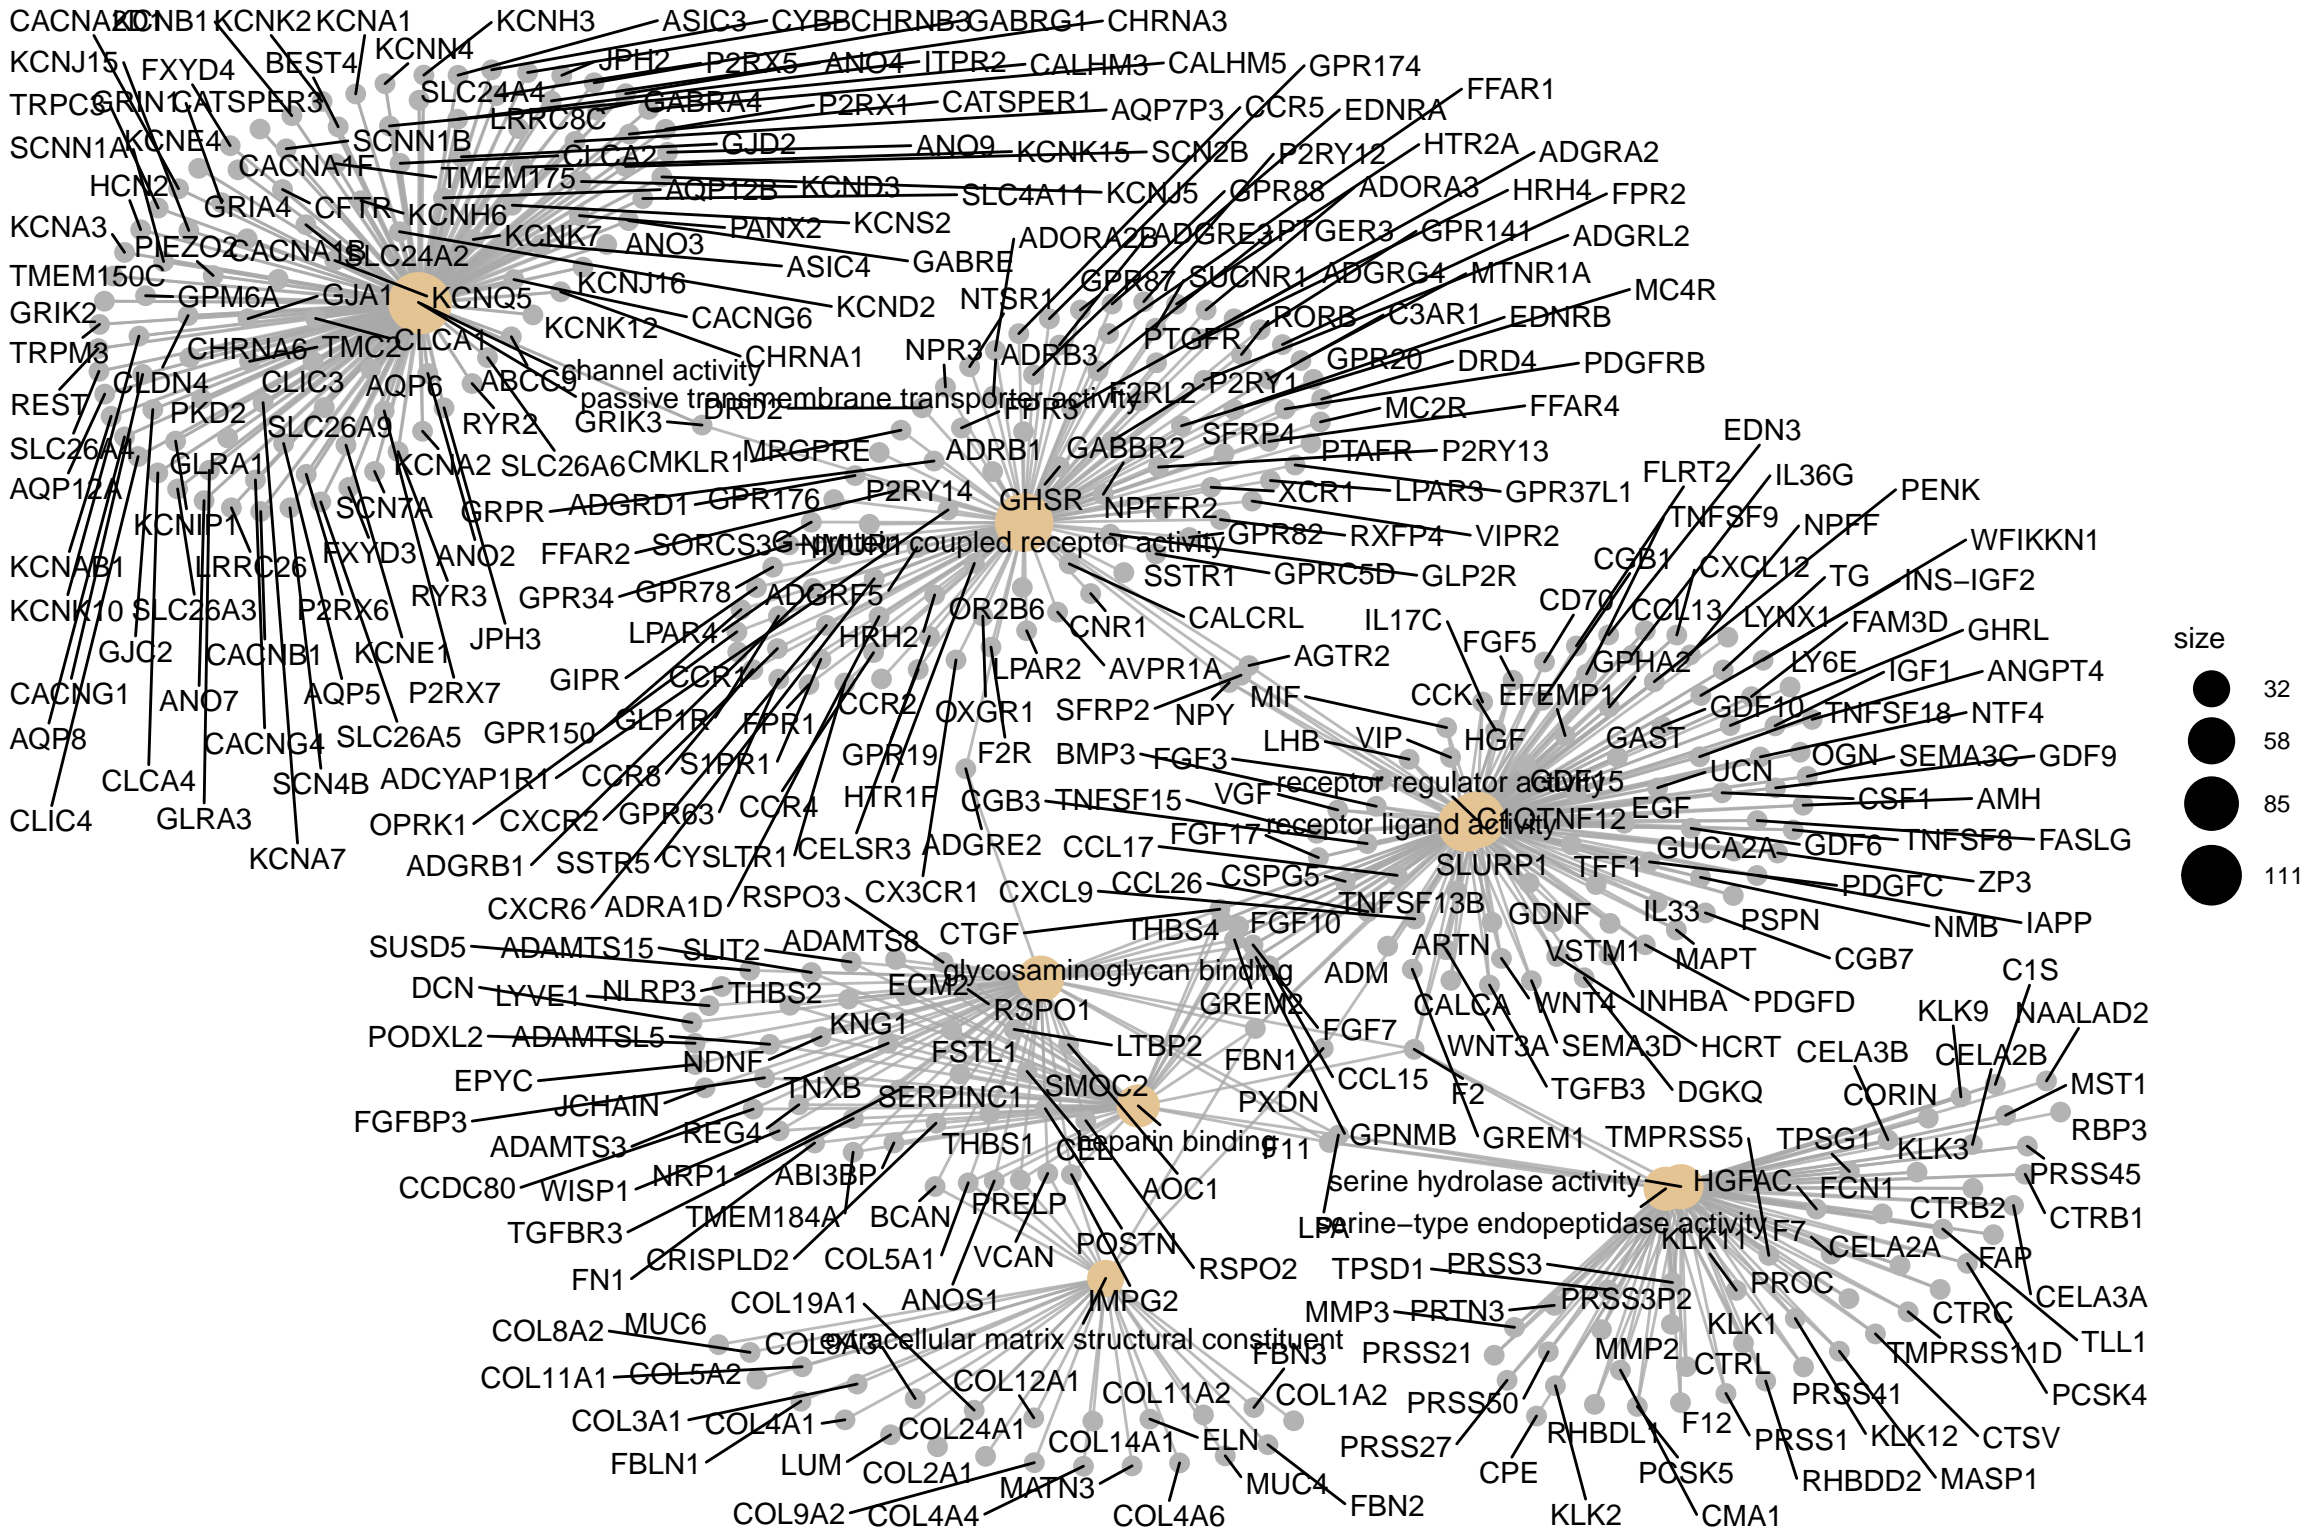 CACNA2D1 KCNB1 KCNK2 KCNA1 KCNH3 ASIC3 CYBB CHRNB3 GABRG1 CHRNA3
KCNN4
KCNJ15 FXYD4 BEST4 JPH2 P2RX5 ANO4 ITPR2 CALHM3 CALHM5 GPR174
SLC24A4 FFAR1
TRPC3 GRIN1 CATSPER3 GABRA4 P2RX1 CATSPER1 AQP7P3 CCR5 EDNRA
LRRC8C
SCNN1A KCNE4 SCNN1B GJD2 ANO9 KCNK15 SCN2B P2RY12 HTR2A ADGRA2
CACNA1F CLCA2
HCN2 TMEM175 AQP12B KCND3 SLC4A11 KCNJ5 GPR88 ADORA3 HRH4 FPR2
GRIA4 CFTR KCNH6
KCNA3 KCNK7 PANX2 KCNS2 ADORA2B ADGRE3 PTGER3 GPR141 ADGRL2
PIEZO2 CACNA1B SLC24A2 ANO3
TMEM150C ASIC4 GABRE GPR87 SUCNR1 ADGRG4 MTNR1A
GPM6A GJA1 KCNQ5 KCNJ16 KCND2 NTSR1 MC4R
GRIK2 KCNK12 CACNG6 PTGFR RORB C3AR1 EDNRB
TRPM3 CHRNA6 TMC2 CLCA1 CHRNA1 NPR3 ADRB3 GPR20 DRD4 PDGFRB
channel activity
CLDN4 CLIC3 AQP6 ABCC9 F2RL2 P2RY1
passive transmembrane transporter activity
REST PKD2 SLC26A9 RYR2 GRIK3 DRD2 FPR3 MC2R FFAR4
SFRP4 EDN3
SLC26A4 GLRA1 KCNA2 SLC26A6 CMKLR1 MRGPRE ADRB1 GABBR2 PTAFR P2RY13
FLRT2 IL36G
AQP12A SCN7A GRPR ADGRD1 GPR176 P2RY14 GHSR NPFFR2 XCR1 LPAR3 GPR37L1 PENK
KCNIP1 TNFSF9 NPFF
FXYD3 ANO2 FFAR2 SORCS3 NMUR1 GPR82 RXFP4 VIPR2 WFIKKN1
G−protein coupled receptor activity
KCNAB1 LRRC26 CGB1 CXCL12 TG INS−IGF2
RYR3 GPR34 GPR78 ADGRF5 SSTR1 GPRC5D GLP2R
KCNK10 SLC26A3 P2RX6 OR2B6 CNR1 CALCRL CD70 CCL13 LYNX1 FAM3D
JPH3 LPAR4 HRH2 IL17C FGF5 GHRL
GJC2 CACNB1 KCNE1 LPAR2 AVPR1A AGTR2 GPHA2 LY6E IGF1 ANGPT4
GIPR CCR1
CACNG1 ANO7 AQP5 P2RX7 CCR2 OXGR1 SFRP2 NPY MIF CCK EFEMP1 GDF10 TNFSF18 NTF4
AQP8 CACNG4 SLC26A5 GPR150 GLP1R FPR1 GPR19 F2R BMP3 FGF3 LHB VIP HGF GAST OGN SEMA3C GDF9
CLCA4 SCN4B ADCYAP1R1 CCR8 S1PR1 GDF15 UCN
receptor regulator activity
CLIC4 GLRA3 OPRK1 CXCR2 GPR63 CCR4 HTR1F CGB3 TNFSF15 VGF C1QTNF12 EGF CSF1 AMH
receptor ligand activity
KCNA7 ADGRB1 SSTR5 CYSLTR1 CELSR3 ADGRE2 CCL17 FGF17 SLURP1 TFF1 GUCA2A GDF6 TNFSF8 FASLG
CXCR6 ADRA1D RSPO3 CX3CR1 CXCL9 CCL26 CSPG5 TNFSF13B PDGFC ZP3
SUSD5 ADAMTS15 SLIT2 ADAMTS8 CTGF THBS4 FGF10 GDNF IL33 PSPN NMB IAPP
glycosaminoglycan binding
ARTN VSTM1 MAPT CGB7 C1S
DCN LYVE1 NLRP3 THBS2 ECM2 RSPO1 GREM2 ADM CALCA WNT4 INHBA PDGFD KLK9 NAALAD2
PODXL2 ADAMTSL5 KNG1 LTBP2 FGF7 WNT3A SEMA3D HCRT CELA3B CELA2B
NDNF FSTL1 FBN1
EPYC TNXB SERPINC1 SMOC2 PXDN CCL15 F2 TGFB3 DGKQ CORIN MST1
FGFBP3 JCHAIN REG4 RBP3
heparin binding
ADAMTS3 THBS1 CEL F11 GPNMB GREM1 TMPRSS5 TPSG1 KLK3
CCDC80 WISP1 NRP1 ABI3BP AOC1 HGFAC FCN1 PRSS45
serine hydrolase activity
TGFBR3 TMEM184A BCAN PRELP LPA F7 CTRB2 CTRB1
serine−type endopeptidase activity
FN1 CRISPLD2 COL5A1 VCAN POSTN RSPO2 TPSD1 PRSS3 KLK11 CELA2A FAP
COL19A1 ANOS1 IMPG2 MMP3 PRTN3 PRSS3P2 PROC CTRC CELA3A
COL8A2 MUC6 COL9A3 FBN3 PRSS21 MMP2 KLK1 TMPRSS11D TLL1
extracellular matrix structural constituent
COL11A1 COL5A2 COL12A1 COL11A2 COL1A2 PRSS50 CTRL PRSS41 PCSK4
COL3A1 COL4A1 COL24A1 COL14A1 ELN PRSS27 RHBDL1 F12 PRSS1 KLK12 CTSV
FBLN1 LUM COL2A1 MATN3 MUC4 CPE PCSK5 RHBDD2 MASP1
COL9A2 COL4A4 COL4A6 FBN2 KLK2 CMA1
size
32
58
85
111